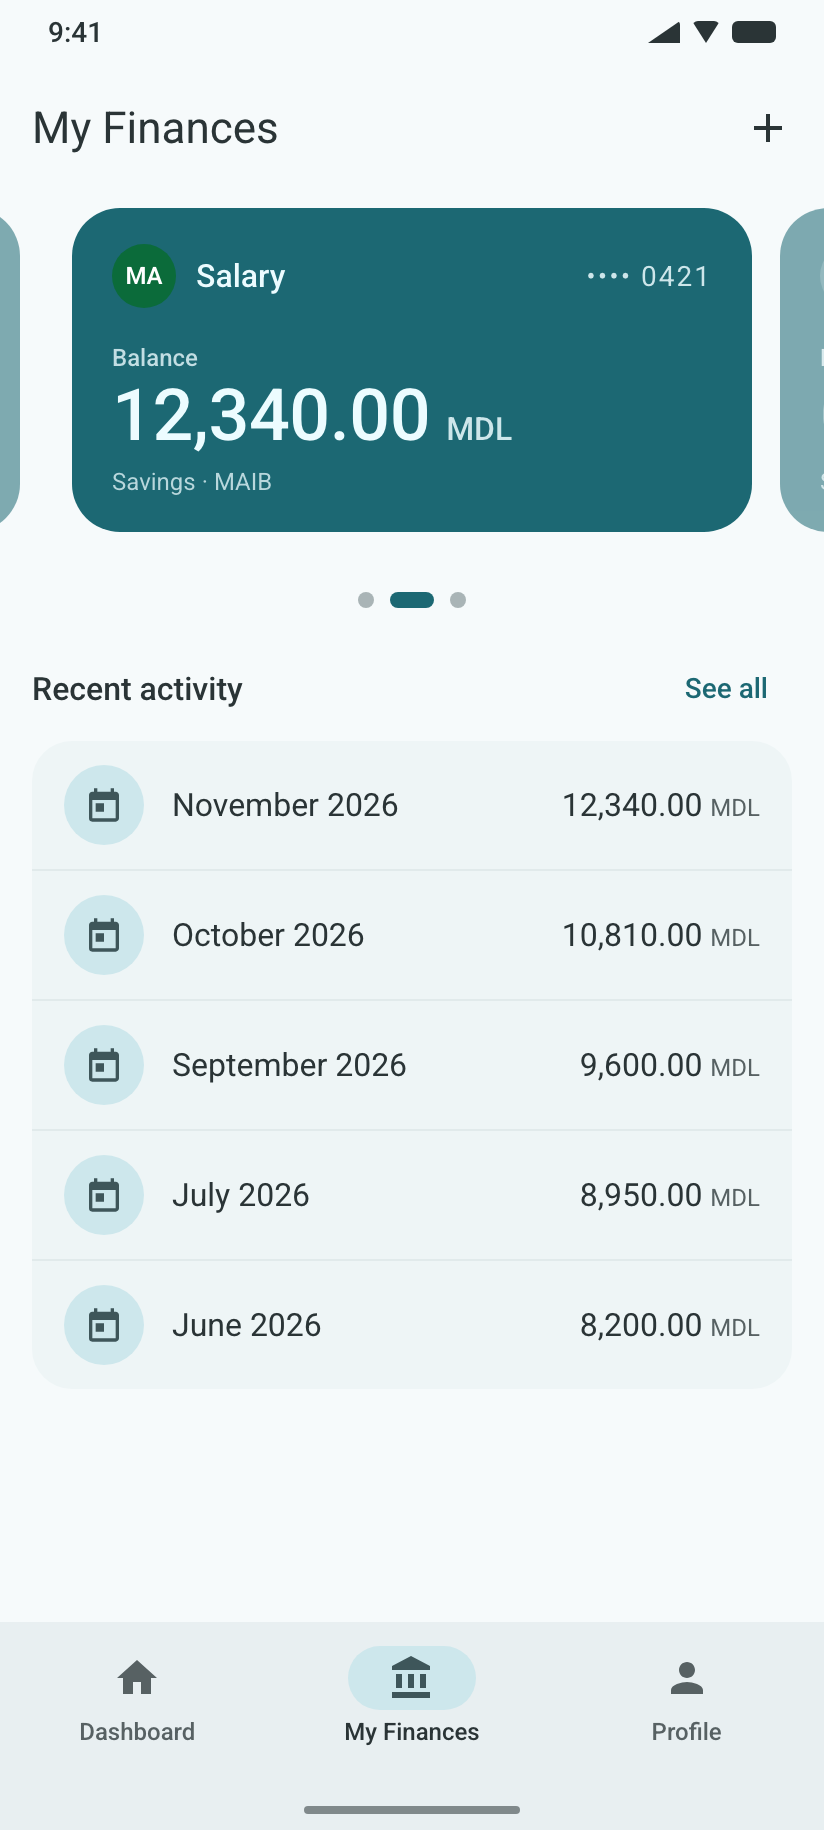 9:41
My Finances
MA Salary •••• 0421
Balance
12,340.00 MDL
Savings · MAIB
Recent activity See all
November 2026 12,340.00 MDL
October 2026 10,810.00 MDL
September 2026 9,600.00 MDL
July 2026 8,950.00 MDL
June 2026 8,200.00 MDL
Dashboard My Finances Profile